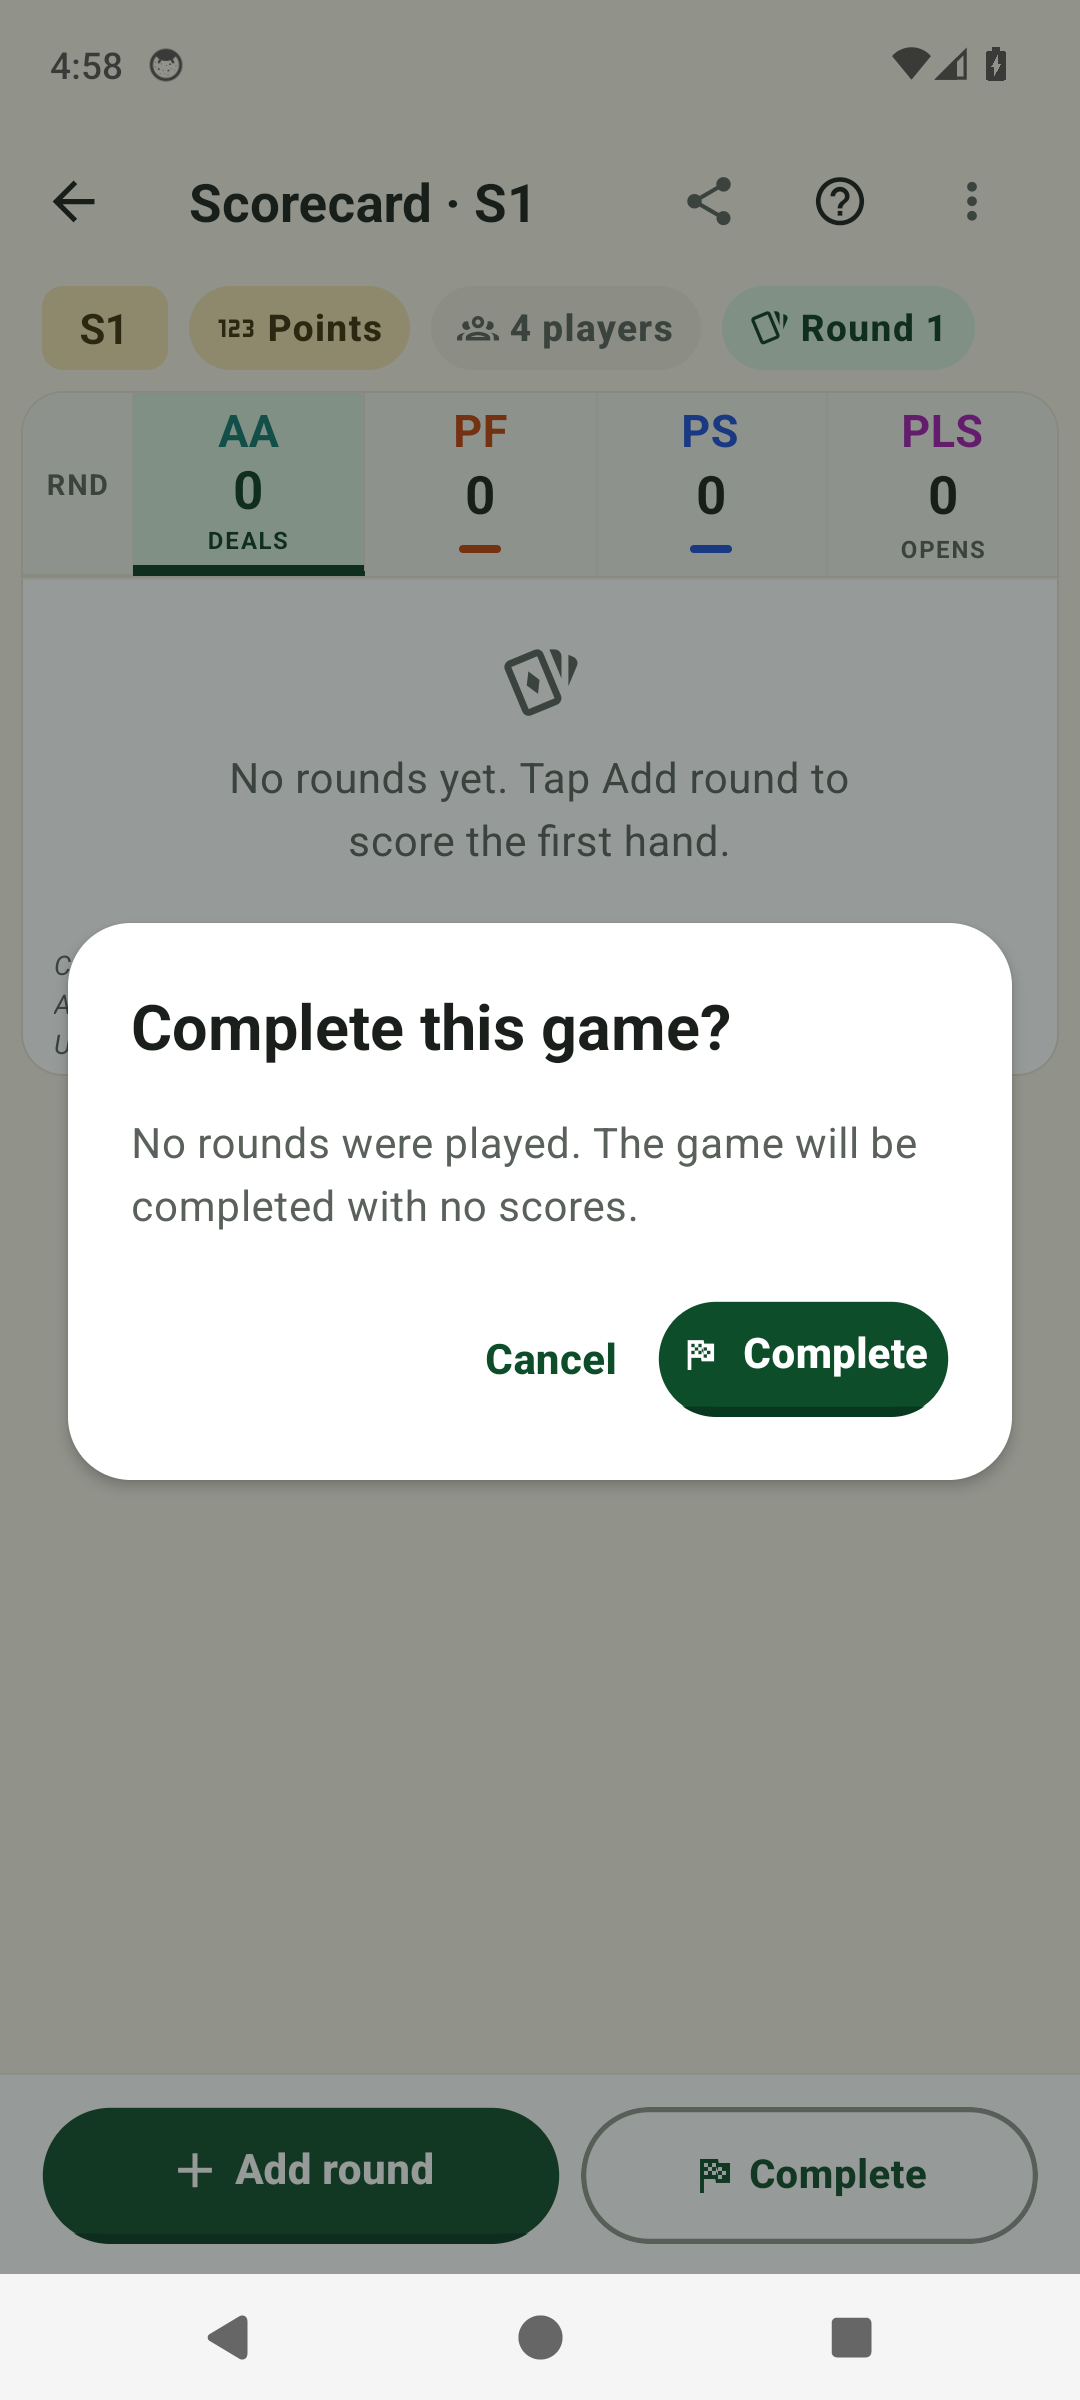 4:58
Scorecard · S1
S1
123 Points
4 players
Round 1
RND
AA
0
DEALS
PF
0
PS
0
PLS
0
OPENS
No rounds yet. Tap Add round to
score the first hand.
Complete this game?
No rounds were played. The game will be
completed with no scores.
Cancel
Complete
Add round
Complete